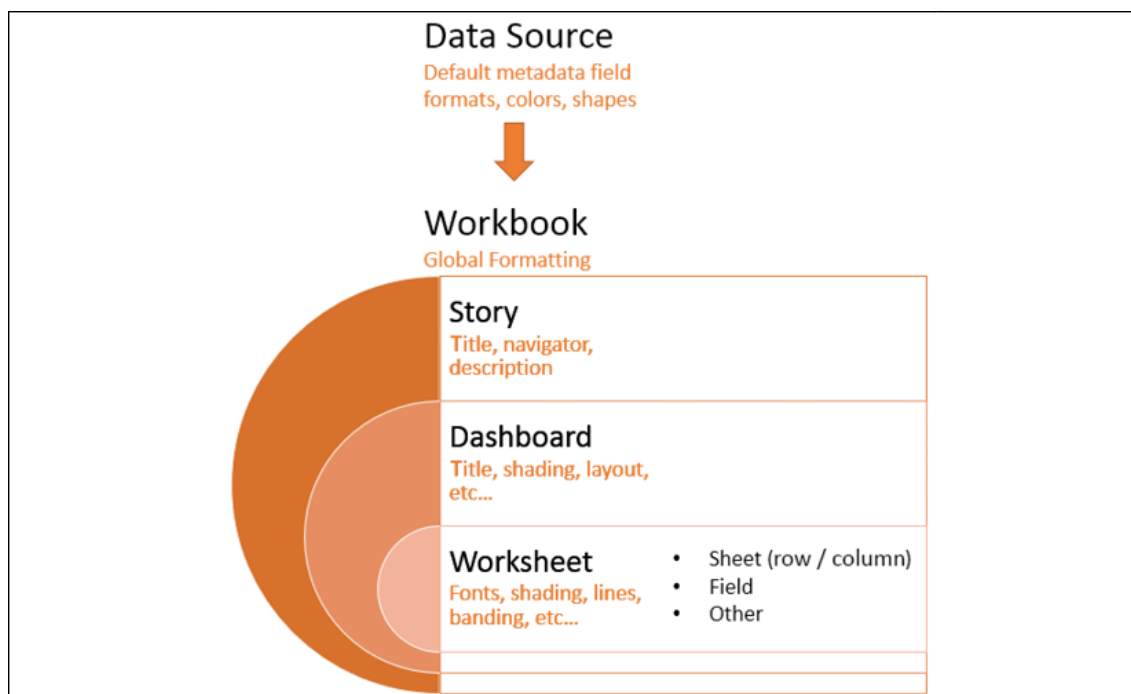 Data Source
Default metadata field
formats, colors, shapes
Workbook
Global Formatting
Story
Title, navigator,
description
Dashboard
Title, shading, layout,
etc...
Worksheet
Fonts, shading, lines,
banding, etc...
• Sheet (row / column)
• Field
• Other